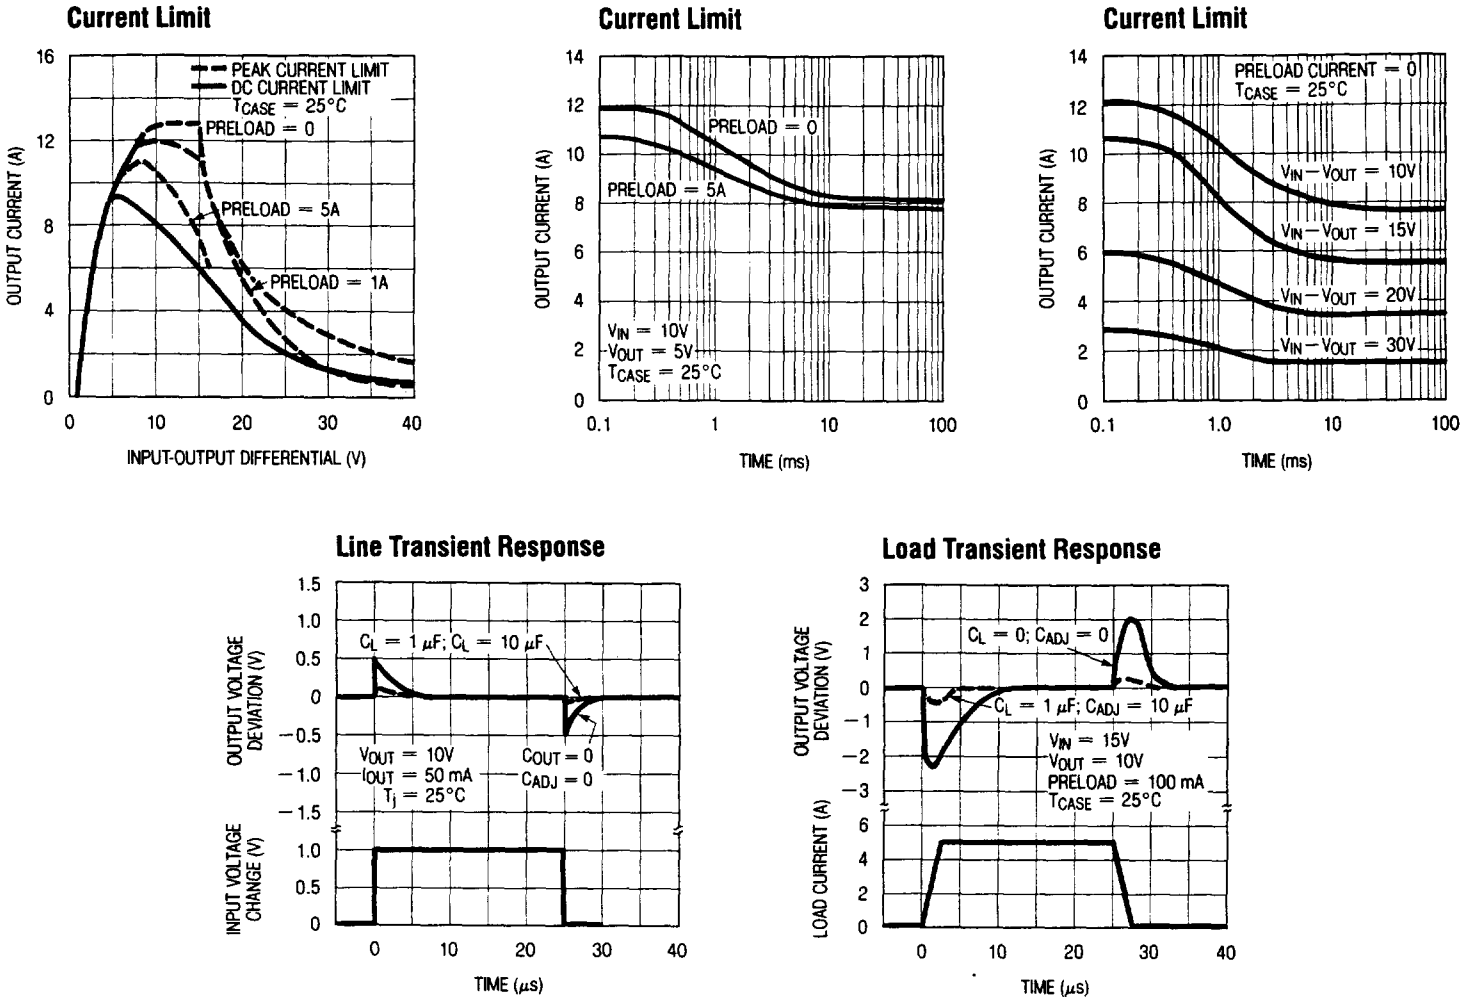 Current Limit
16
12
8
4
0
OUTPUT CURRENT (A)
PEAK CURRENT LIMIT
DC CURRENT LIMIT
TCASE = 25°C
PRELOAD = 0
PRELOAD = 5A
PRELOAD = 1A
0 10 20 30 40
INPUT-OUTPUT DIFFERENTIAL (V)
Current Limit
14
12
10
8
6
4
2
0
OUTPUT CURRENT (A)
PRELOAD = 0
PRELOAD = 5A
VIN = 10V
VOUT = 5V
TCASE = 25°C
0.1 1 10 100
TIME (ms)
Current Limit
14
12
10
8
6
4
2
0
OUTPUT CURRENT (A)
PRELOAD CURRENT = 0
TCASE = 25°C
VIN–VOUT = 10V
VIN–VOUT = 15V
VIN–VOUT = 20V
VIN–VOUT = 30V
0.1 1.0 10 100
TIME (ms)
Line Transient Response
1.5
1.0
0.5
0
−0.5
−1.0
−1.5
OUTPUT VOLTAGE
DEVIATION (V)
CL = 1 µF; CL = 10 µF
VOUT = 10V
IOUT = 50 mA
Tj = 25°C
COUT = 0
CADJ = 0
1.0
0.5
0
INPUT VOLTAGE
CHANGE (V)
0 10 20 30 40
TIME (µs)
Load Transient Response
3
2
1
0
−1
−2
−3
OUTPUT VOLTAGE
DEVIATION (V)
CL = 0; CADJ = 0
CL = 1 µF; CADJ = 10 µF
VIN = 15V
VOUT = 10V
PRELOAD = 100 mA
TCASE = 25°C
6
4
2
0
LOAD CURRENT (A)
0 10 20 30 40
TIME (µs)